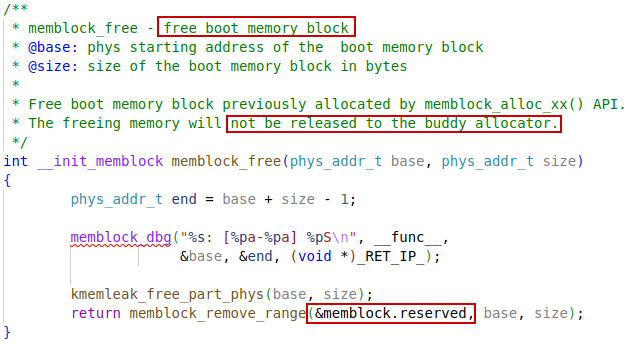 /**
 * memblock_free - free boot memory block
 * @base: phys starting address of the  boot memory block
 * @size: size of the boot memory block in bytes
 *
 * Free boot memory block previously allocated by memblock_alloc_xx() API.
 * The freeing memory will not be released to the buddy allocator.
 */
int __init_memblock memblock_free(phys_addr_t base, phys_addr_t size)
{
        phys_addr_t end = base + size - 1;
        memblock_dbg("%s: [%pa-%pa] %pS\n", __func__,
                     &base, &end, (void *)_RET_IP_);
        kmemleak_free_part_phys(base, size);
        return memblock_remove_range(&memblock.reserved, base, size);
}